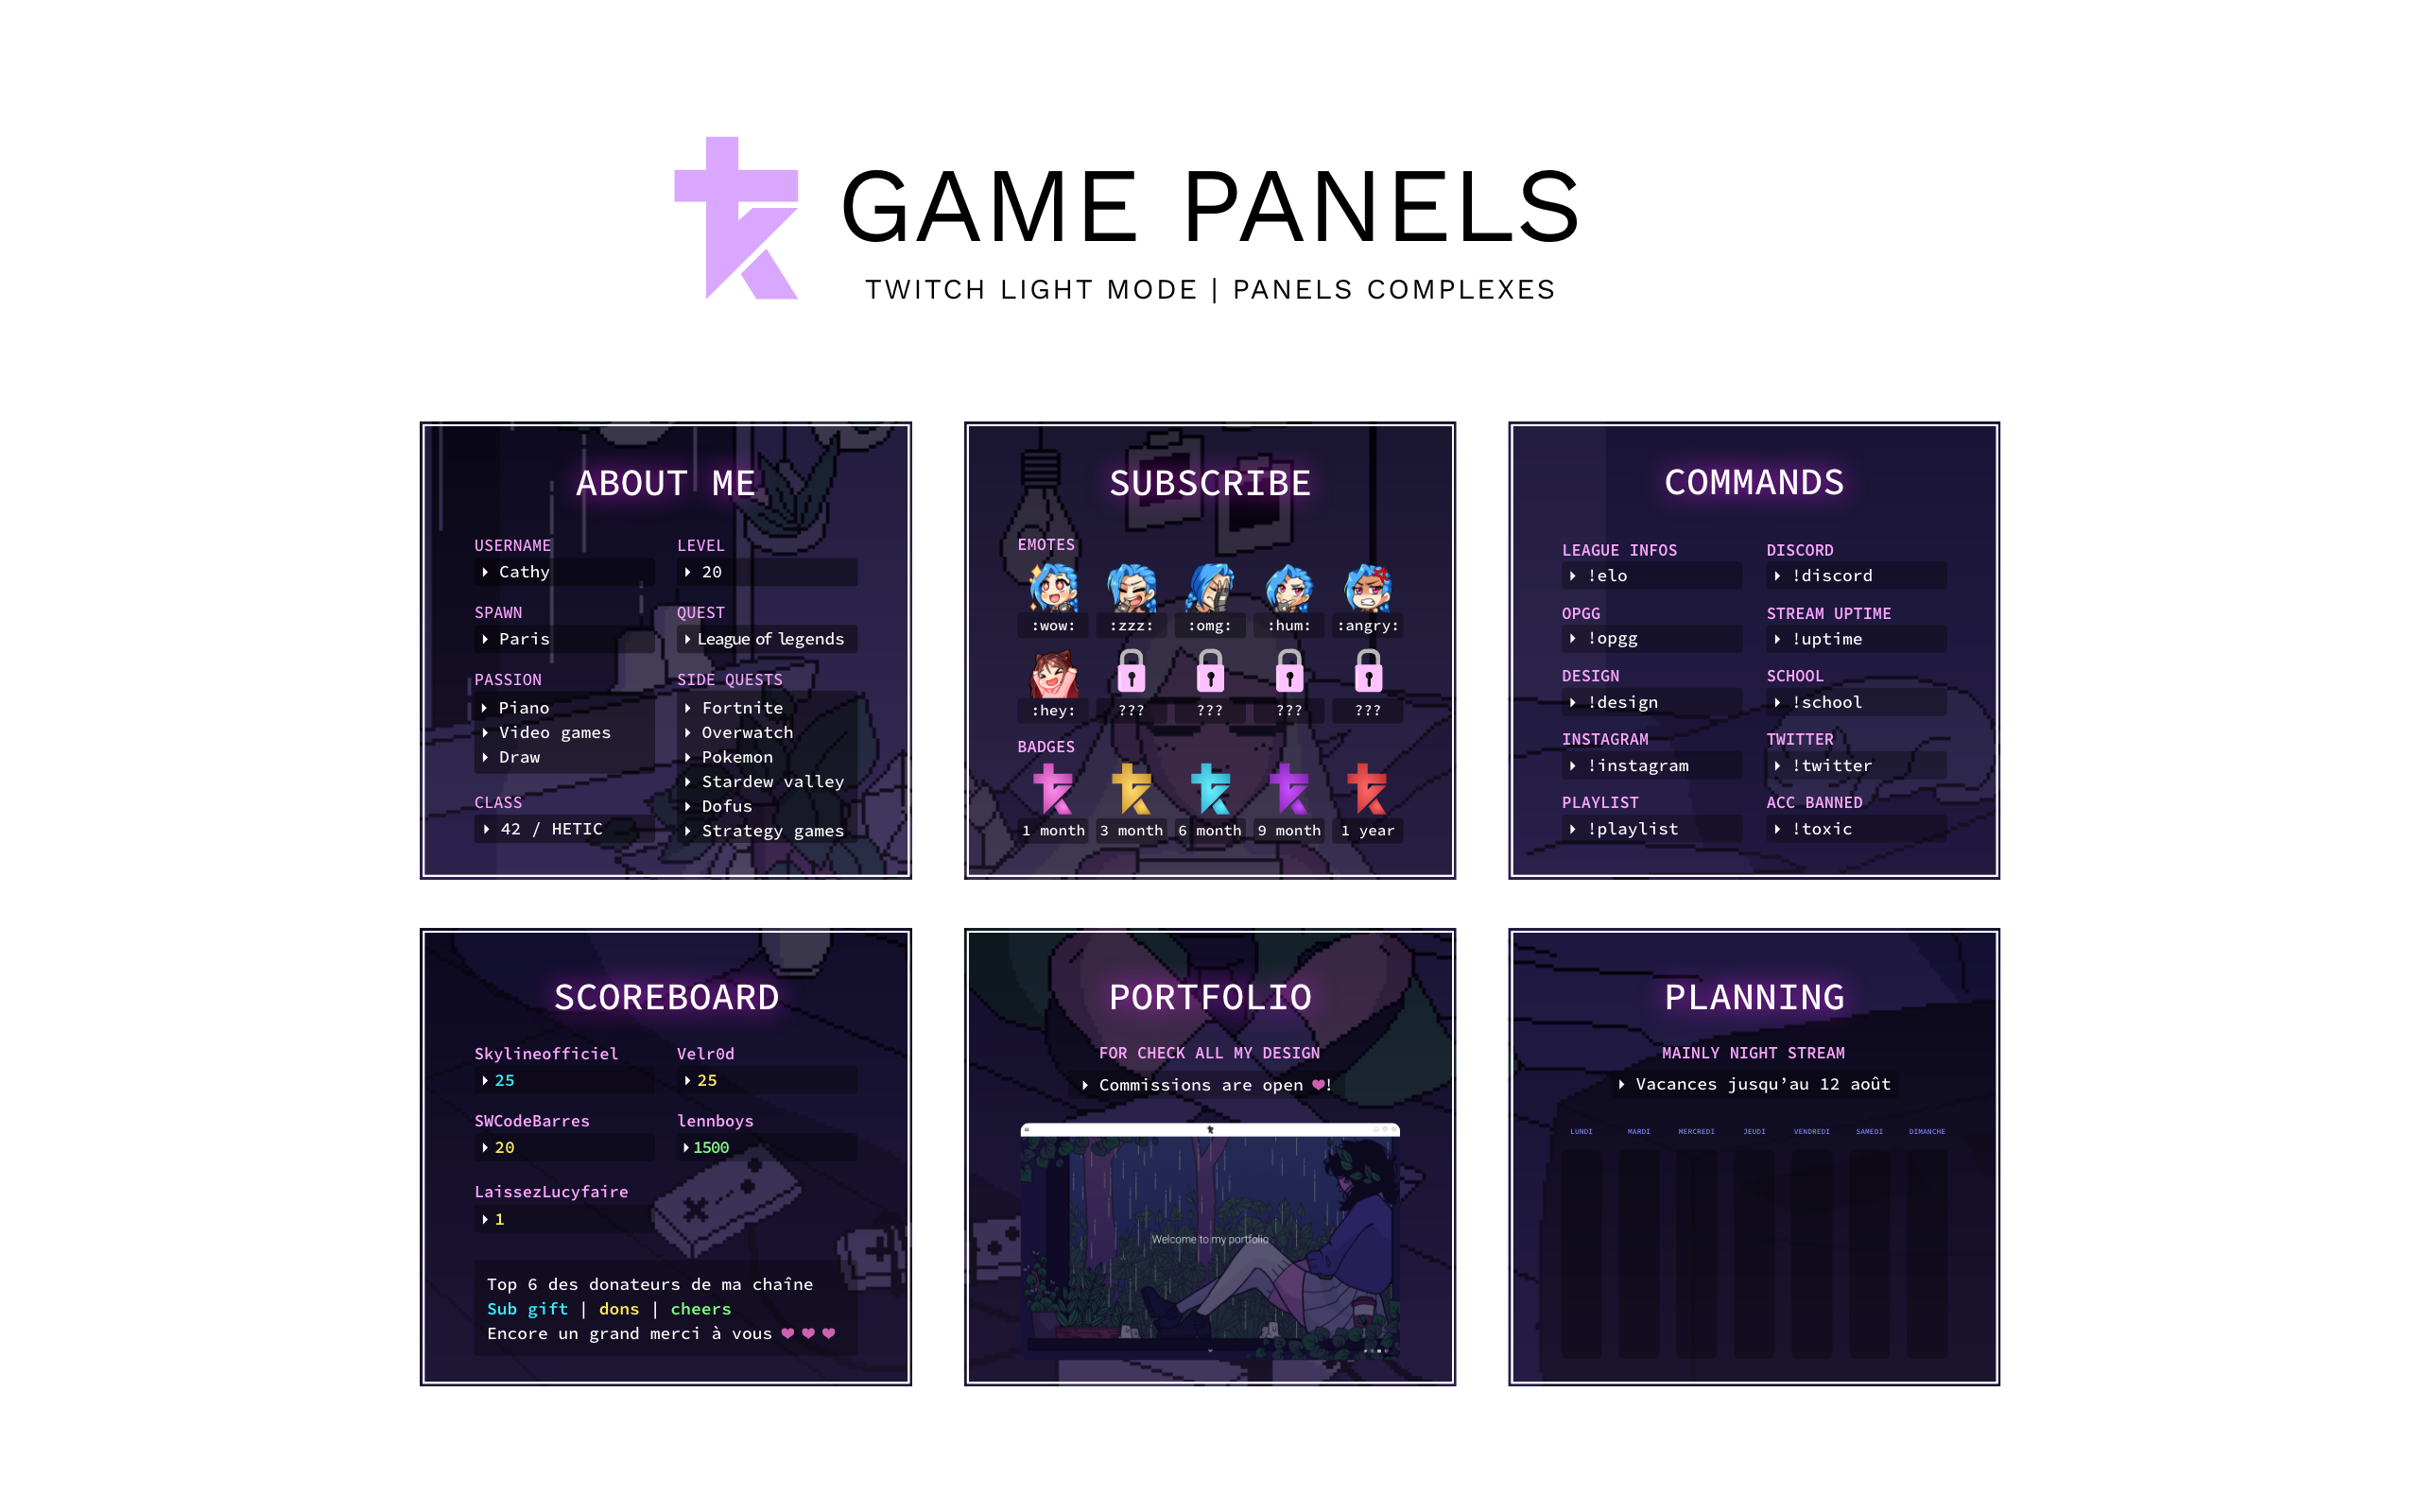 GAME PANELS
TWITCH LIGHT MODE | PANELS COMPLEXES
ABOUT ME
USERNAME
Cathy
SPAWN
Paris
PASSION
Piano
Video games
Draw
CLASS
42 / HETIC
LEVEL
20
QUEST
League of legends
SIDE QUESTS
Fortnite
Overwatch
Pokemon
Stardew valley
Dofus
Strategy games
SUBSCRIBE
EMOTES
:wow: :zzz: :omg: :hum: :angry:
:hey: ??? ??? ??? ???
BADGES
1 month 3 month 6 month 9 month 1 year
COMMANDS
LEAGUE INFOS
!elo
OPGG
!opgg
DESIGN
!design
INSTAGRAM
!instagram
PLAYLIST
!playlist
DISCORD
!discord
STREAM UPTIME
!uptime
SCHOOL
!school
TWITTER
!twitter
ACC BANNED
!toxic
SCOREBOARD
Skylineofficiel
25
SWCodeBarres
20
LaissezLucyfaire
1
Velr0d
25
lennboys
1500
Top 6 des donateurs de ma chaîne
Sub gift | dons | cheers
Encore un grand merci à vous ❤ ❤ ❤
PORTFOLIO
FOR CHECK ALL MY DESIGN
Commissions are open ❤!
Welcome to my portfolio
PLANNING
MAINLY NIGHT STREAM
Vacances jusqu’au 12 août
LUNDI MARDI MERCREDI JEUDI VENDREDI SAMEDI DIMANCHE